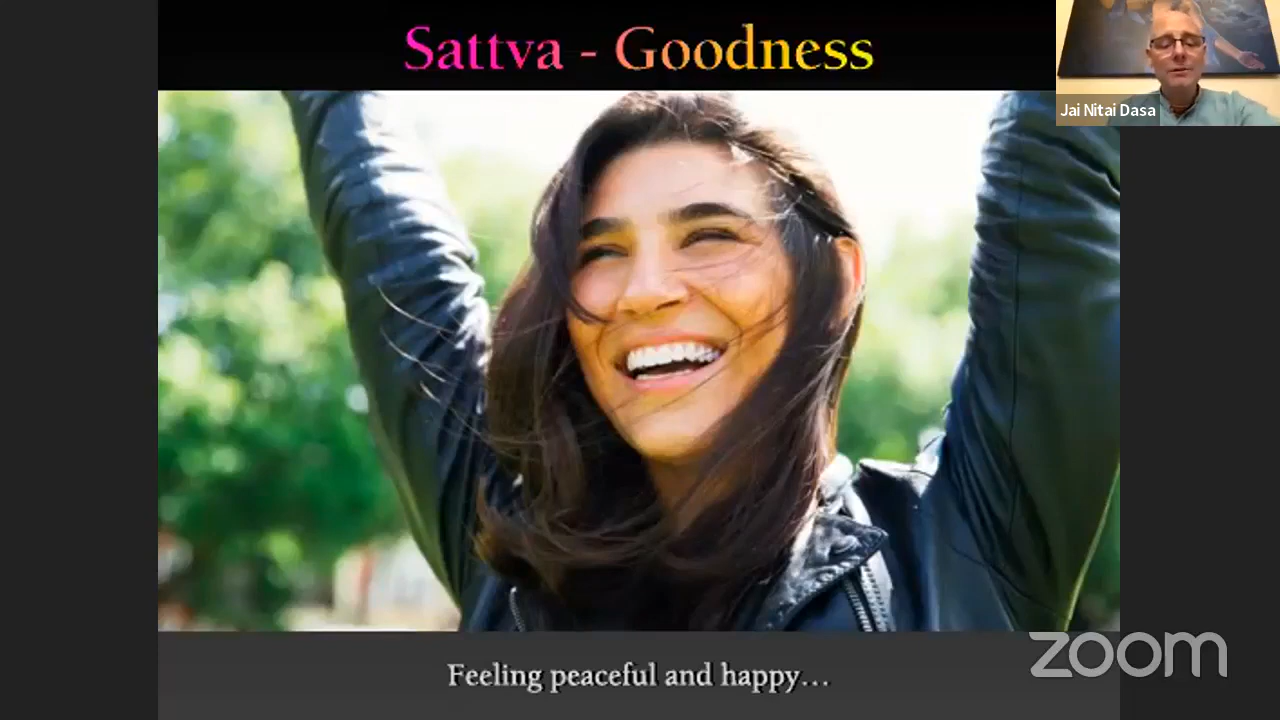 Sattva - Goodness
Jai Nitai Dasa
Feeling peaceful and happy...
zoom